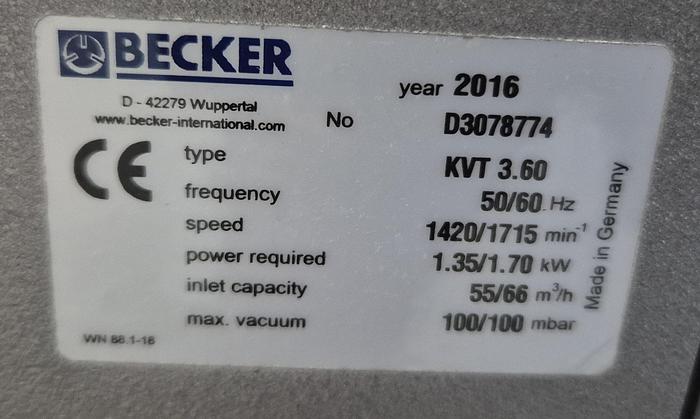 BECKER
year 2016
D - 42279 Wuppertal
www.becker-international.com
No D3078774
CE
type KVT 3.60
frequency 50/60 Hz
speed 1420/1715 min-1
power required 1.35/1.70 kW
inlet capacity 55/66 m³/h
max. vacuum 100/100 mbar
Made in Germany
WN 88.1-16